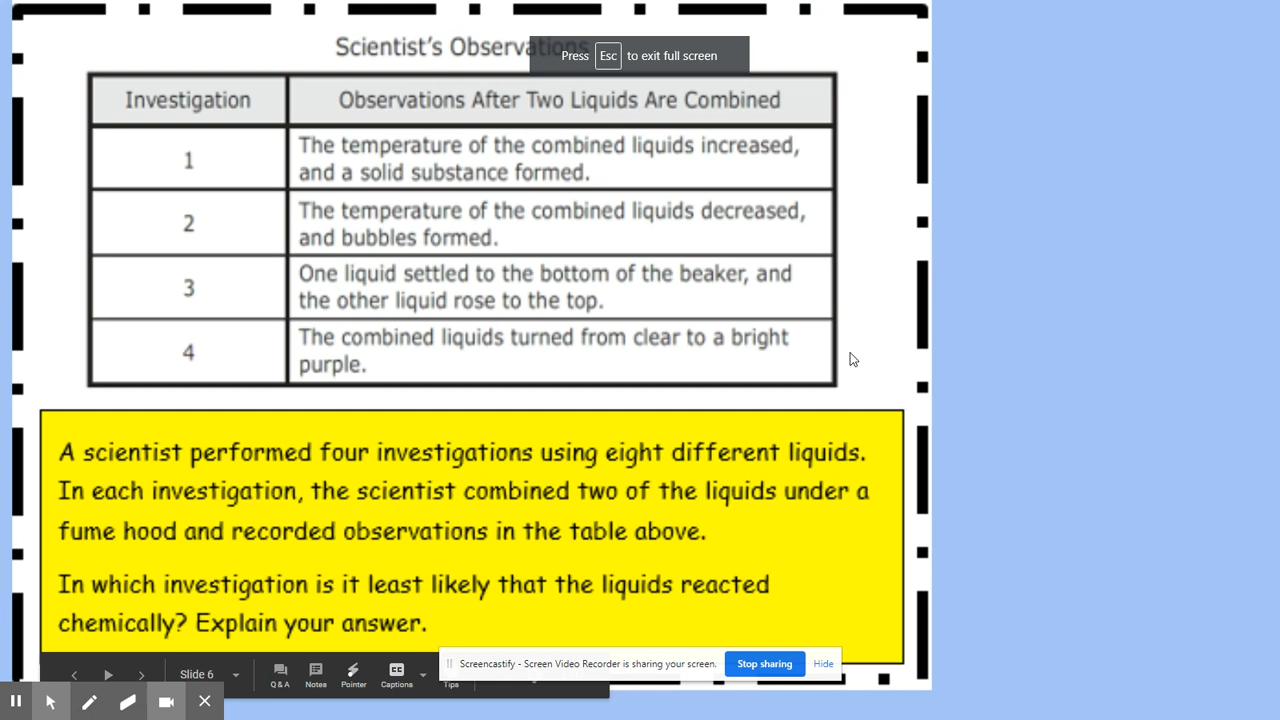 Scientist's Observations
Press Esc to exit full screen
Investigation
Observations After Two Liquids Are Combined
1
The temperature of the combined liquids increased,
and a solid substance formed.
2
The temperature of the combined liquids decreased,
and bubbles formed.
3
One liquid settled to the bottom of the beaker, and
the other liquid rose to the top.
4
The combined liquids turned from clear to a bright
purple.
A scientist performed four investigations using eight different liquids.
In each investigation, the scientist combined two of the liquids under a
fume hood and recorded observations in the table above.
In which investigation is it least likely that the liquids reacted
chemically? Explain your answer.
Screencastify - Screen Video Recorder is sharing your screen.
Stop sharing
Hide
Slide 6
Q & A
Notes
Pointer
Captions
Tips